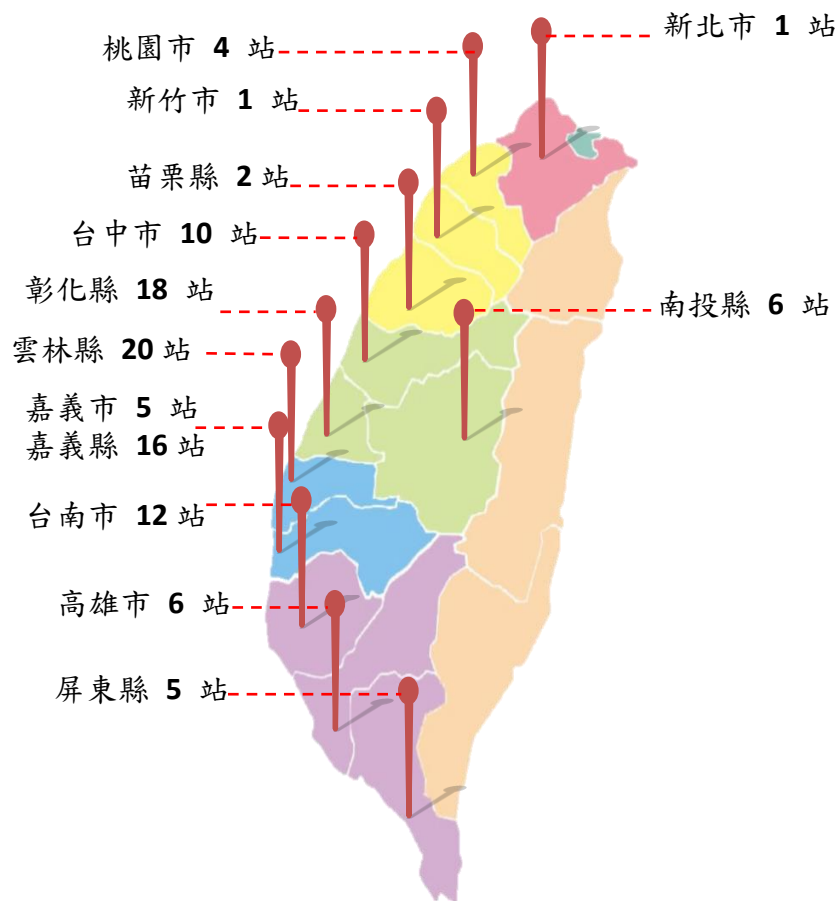 新北市 1 站
桃園市 4 站
新竹市 1 站
苗栗縣 2 站
台中市 10 站
彰化縣 18 站
南投縣 6 站
雲林縣 20 站
嘉義市 5 站
嘉義縣 16 站
台南市 12 站
高雄市 6 站
屏東縣 5 站